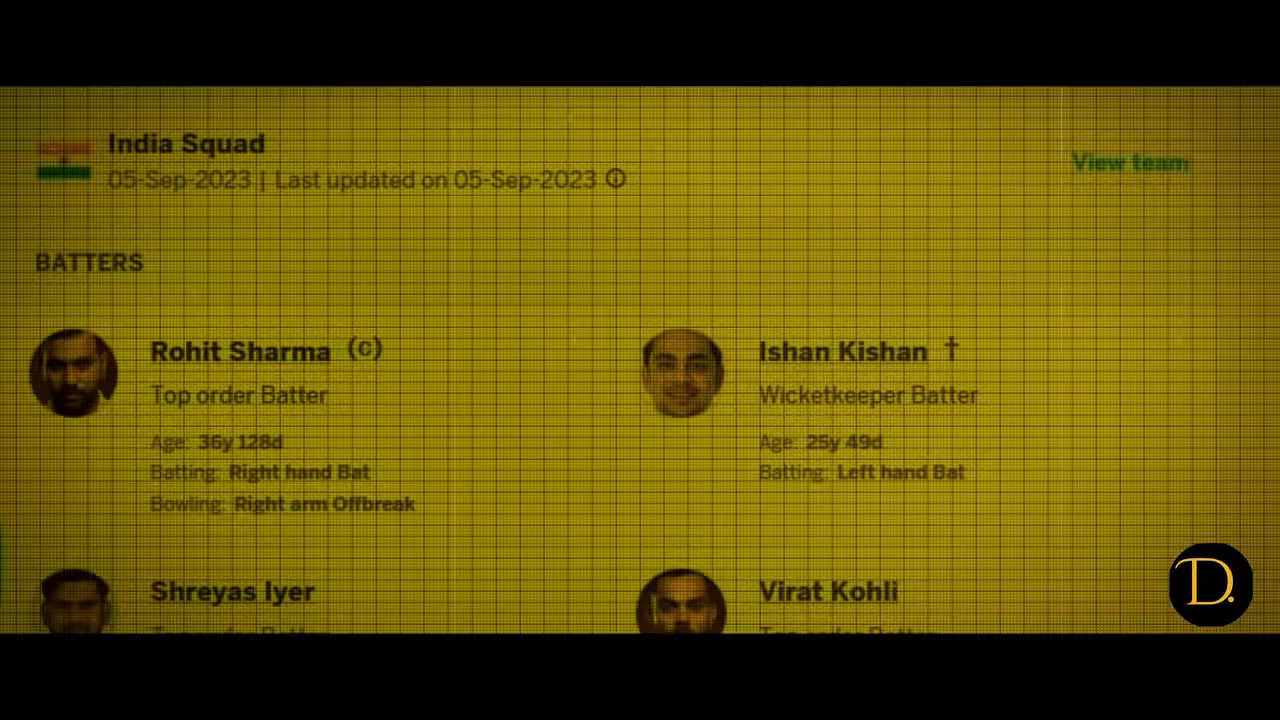 India Squad
05-Sep-2023 | Last updated on 05-Sep-2023
View team
BATTERS
Rohit Sharma (c)
Top order Batter
Age: 36y 128d
Batting: Right hand Bat
Bowling: Right arm Offbreak
Ishan Kishan †
Wicketkeeper Batter
Age: 25y 49d
Batting: Left hand Bat
Shreyas Iyer
Virat Kohli
D.